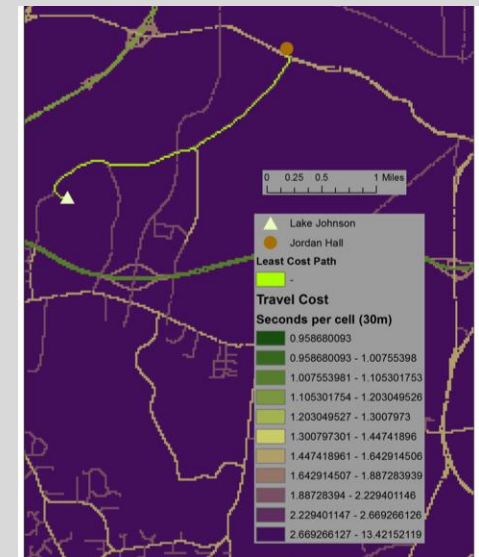 0 0.25 0.5 1 Miles
Lake Johnson
Jordan Hall
Least Cost Path
-
Travel Cost
Seconds per cell (30m)
0.958680093
0.958680093 - 1.00755398
1.007553981 - 1.105301753
1.105301754 - 1.203049526
1.203049527 - 1.3007973
1.300797301 - 1.44741896
1.447418961 - 1.642914506
1.642914507 - 1.887283939
1.88728394 - 2.229401146
2.229401147 - 2.669266126
2.669266127 - 13.42152119